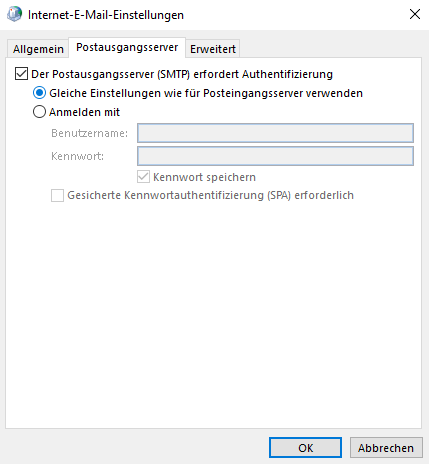 Internet-E-Mail-Einstellungen
Allgemein Postausgangsserver Erweitert
Der Postausgangsserver (SMTP) erfordert Authentifizierung
Gleiche Einstellungen wie für Posteingangsserver verwenden
Anmelden mit
Benutzername:
Kennwort:
Kennwort speichern
Gesicherte Kennwortauthentifizierung (SPA) erforderlich
OK Abbrechen